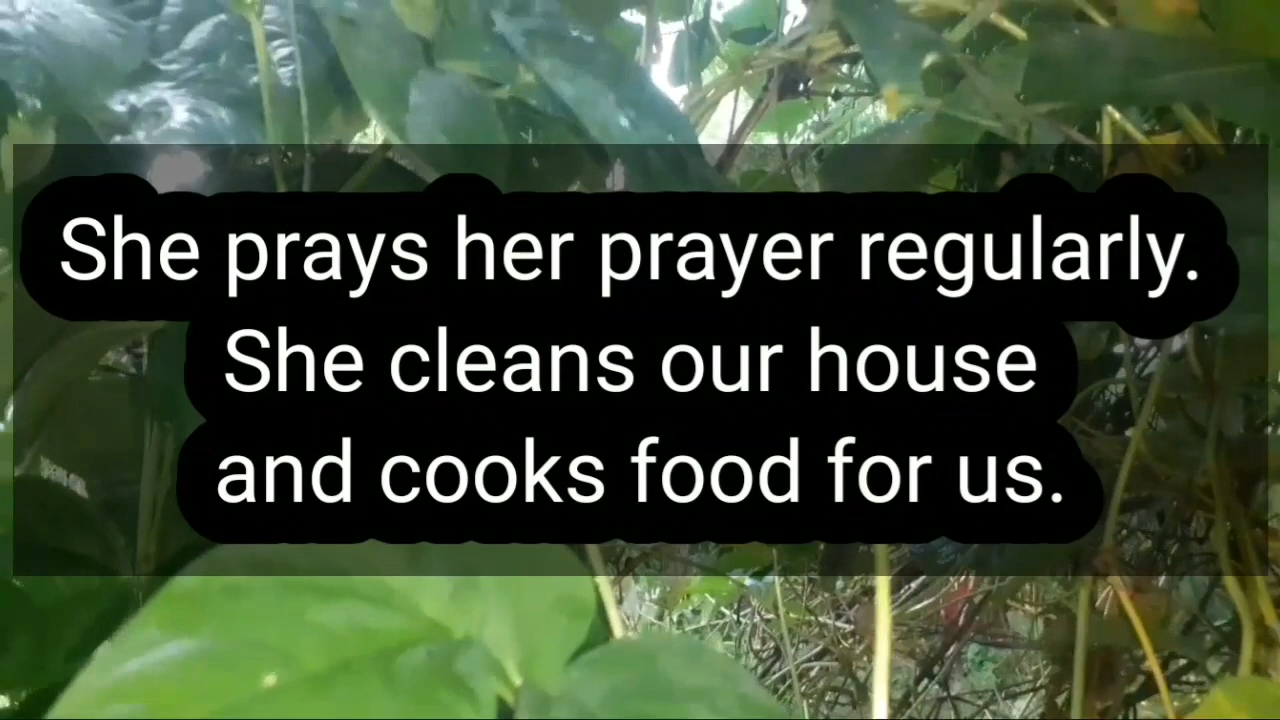 She prays her prayer regularly.
She cleans our house
and cooks food for us.